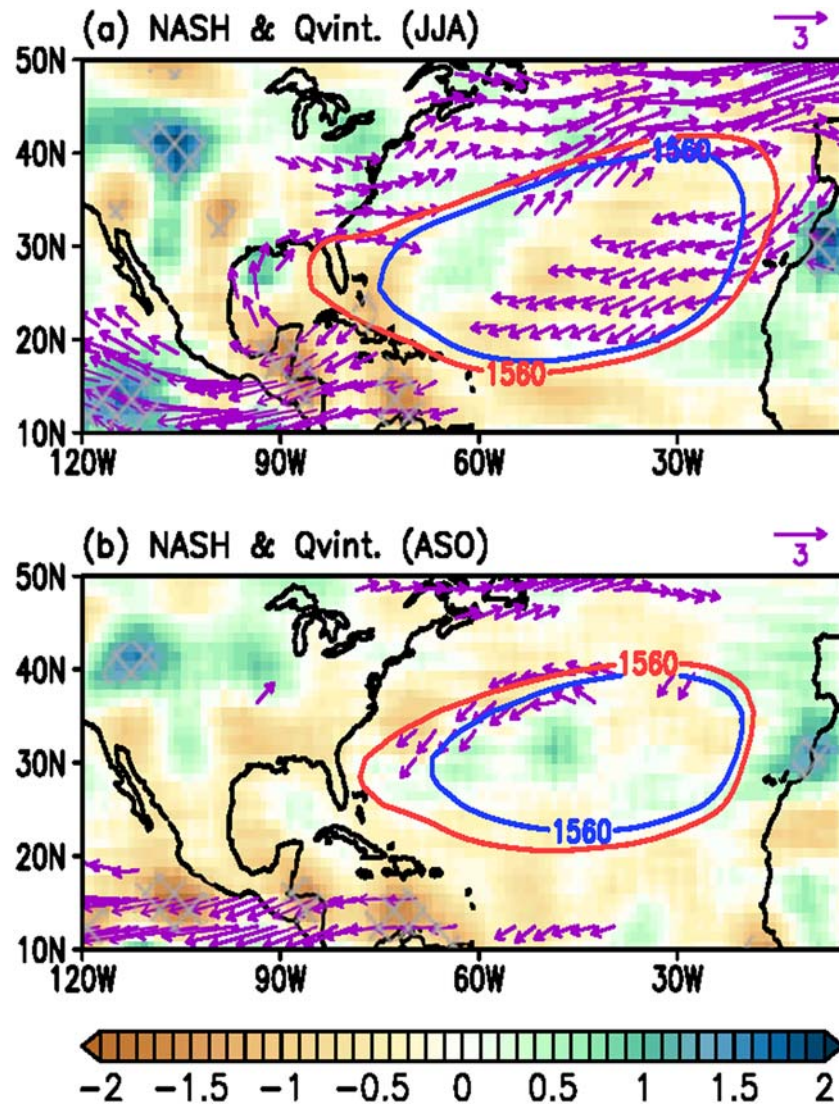 (a) NASH & Qvint. (JJA)
3
50N
40N
30N
20N
10N
1560
1560
120W 90W 60W 30W
(b) NASH & Qvint. (ASO)
3
50N
40N
30N
20N
10N
1560
1560
120W 90W 60W 30W
-2 -1.5 -1 -0.5 0 0.5 1 1.5 2